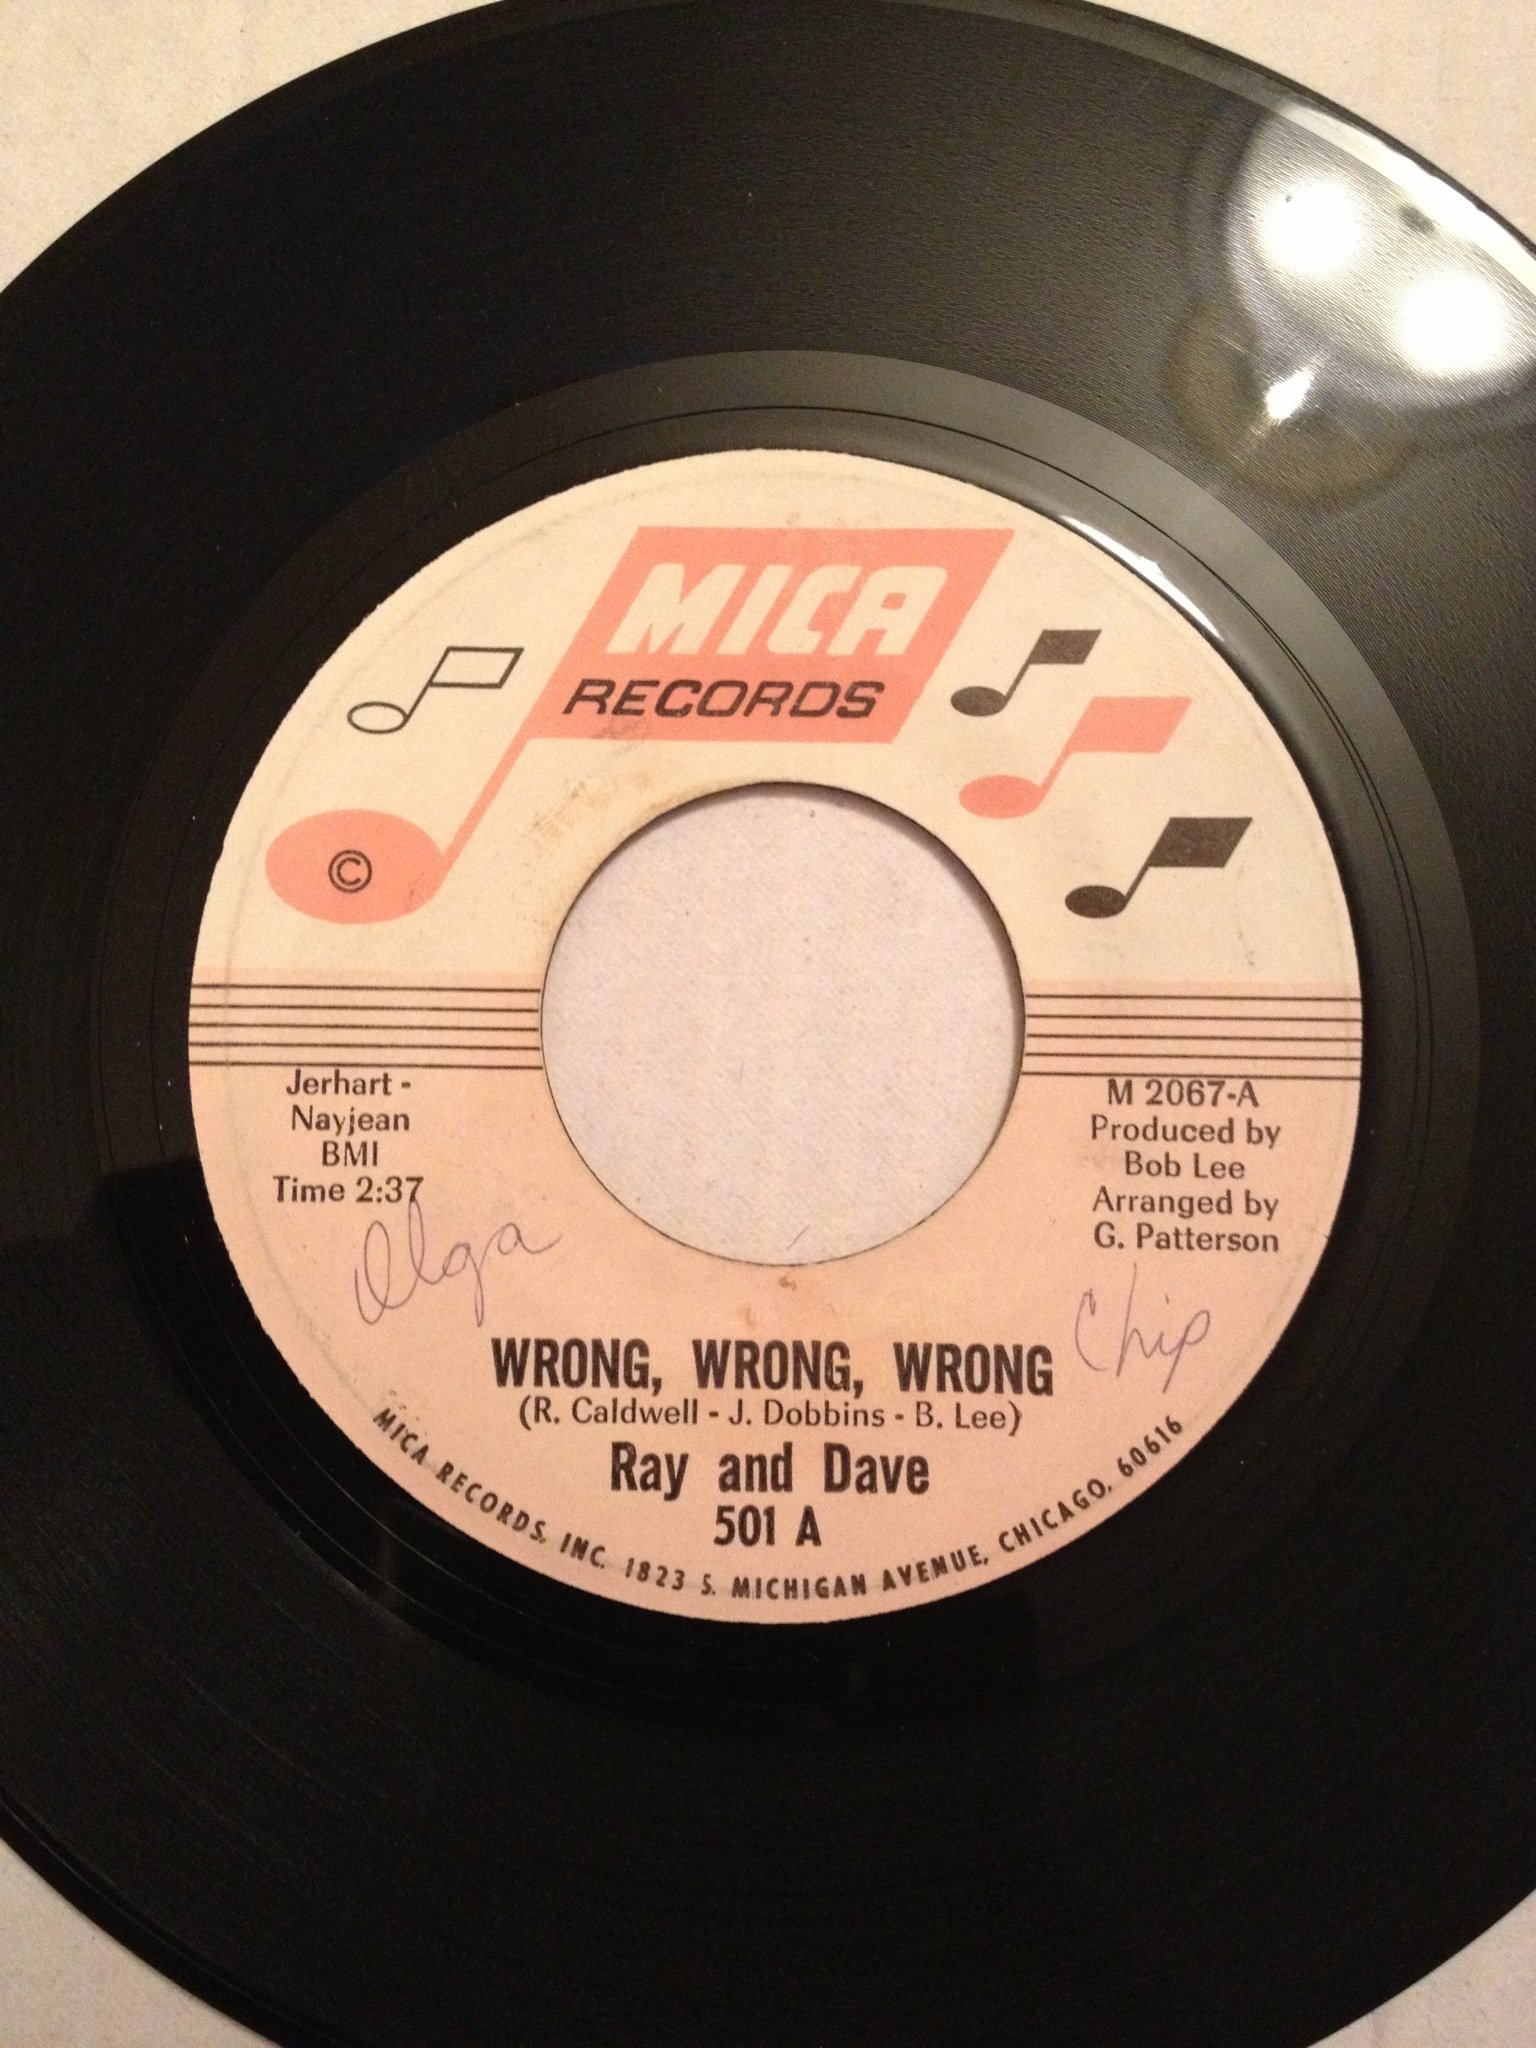 MICA
RECORDS
©
Jerhart -
Nayjean
BMI
Time 2:37
M 2067-A
Produced by
Bob Lee
Arranged by
G. Patterson
Olga
Chip
WRONG, WRONG, WRONG
(R. Caldwell - J. Dobbins - B. Lee)
Ray and Dave
501 A
MICA RECORDS, INC. 1823 S. MICHIGAN AVENUE, CHICAGO, 60616